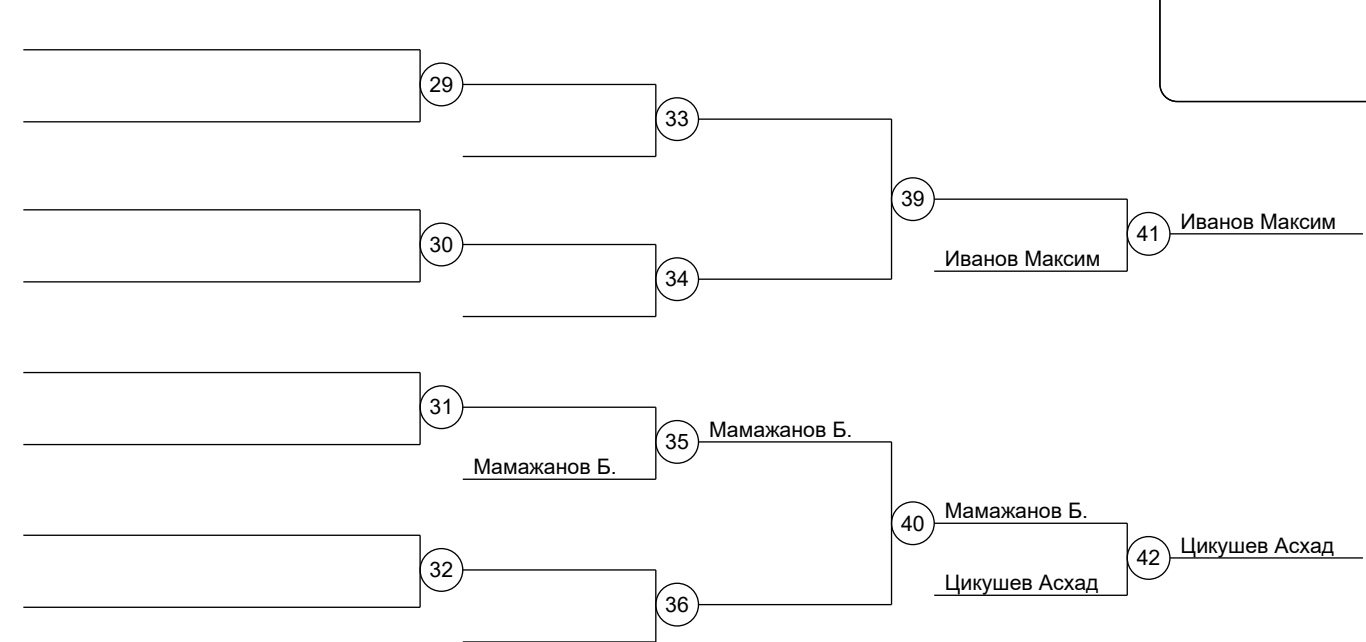 29
33
39
Иванов Максим
41
30
Иванов Максим
34
31
Мамажанов Б.
35
Мамажанов Б.
Мамажанов Б.
40
Цикушев Асхад
42
32
Цикушев Асхад
36